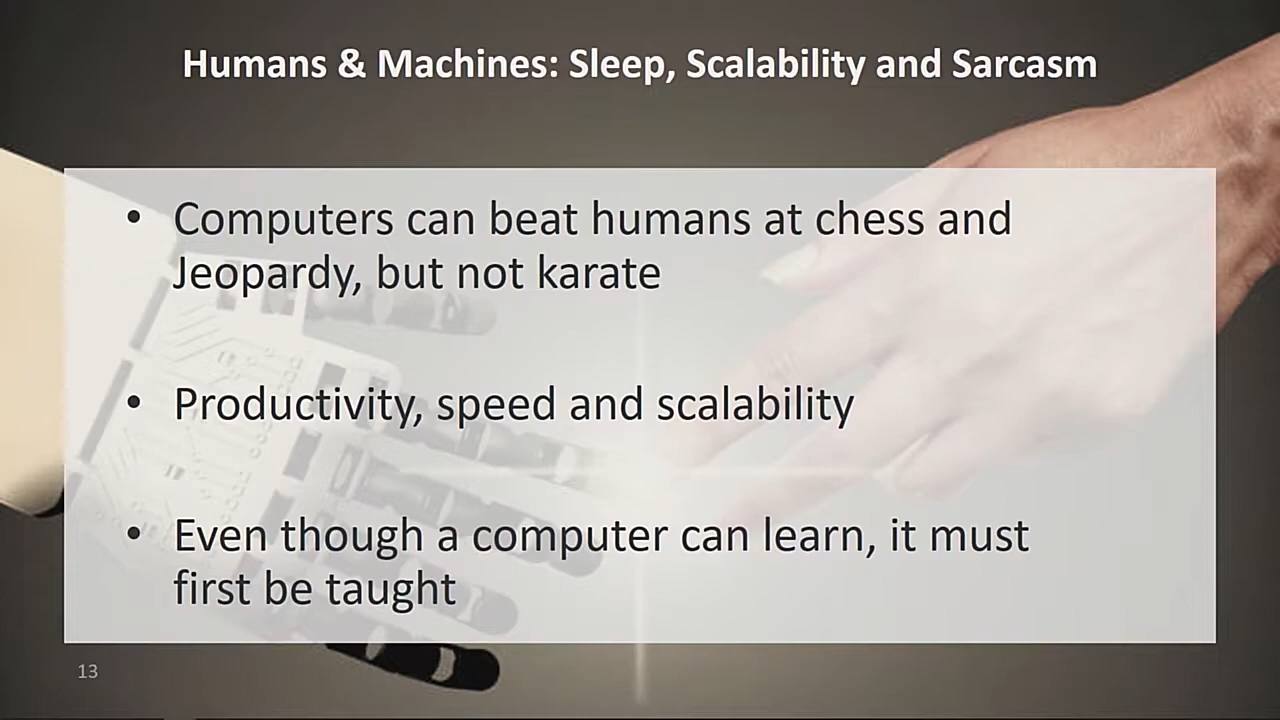 Humans & Machines: Sleep, Scalability and Sarcasm
• Computers can beat humans at chess and
Jeopardy, but not karate
• Productivity, speed and scalability
• Even though a computer can learn, it must
first be taught
13